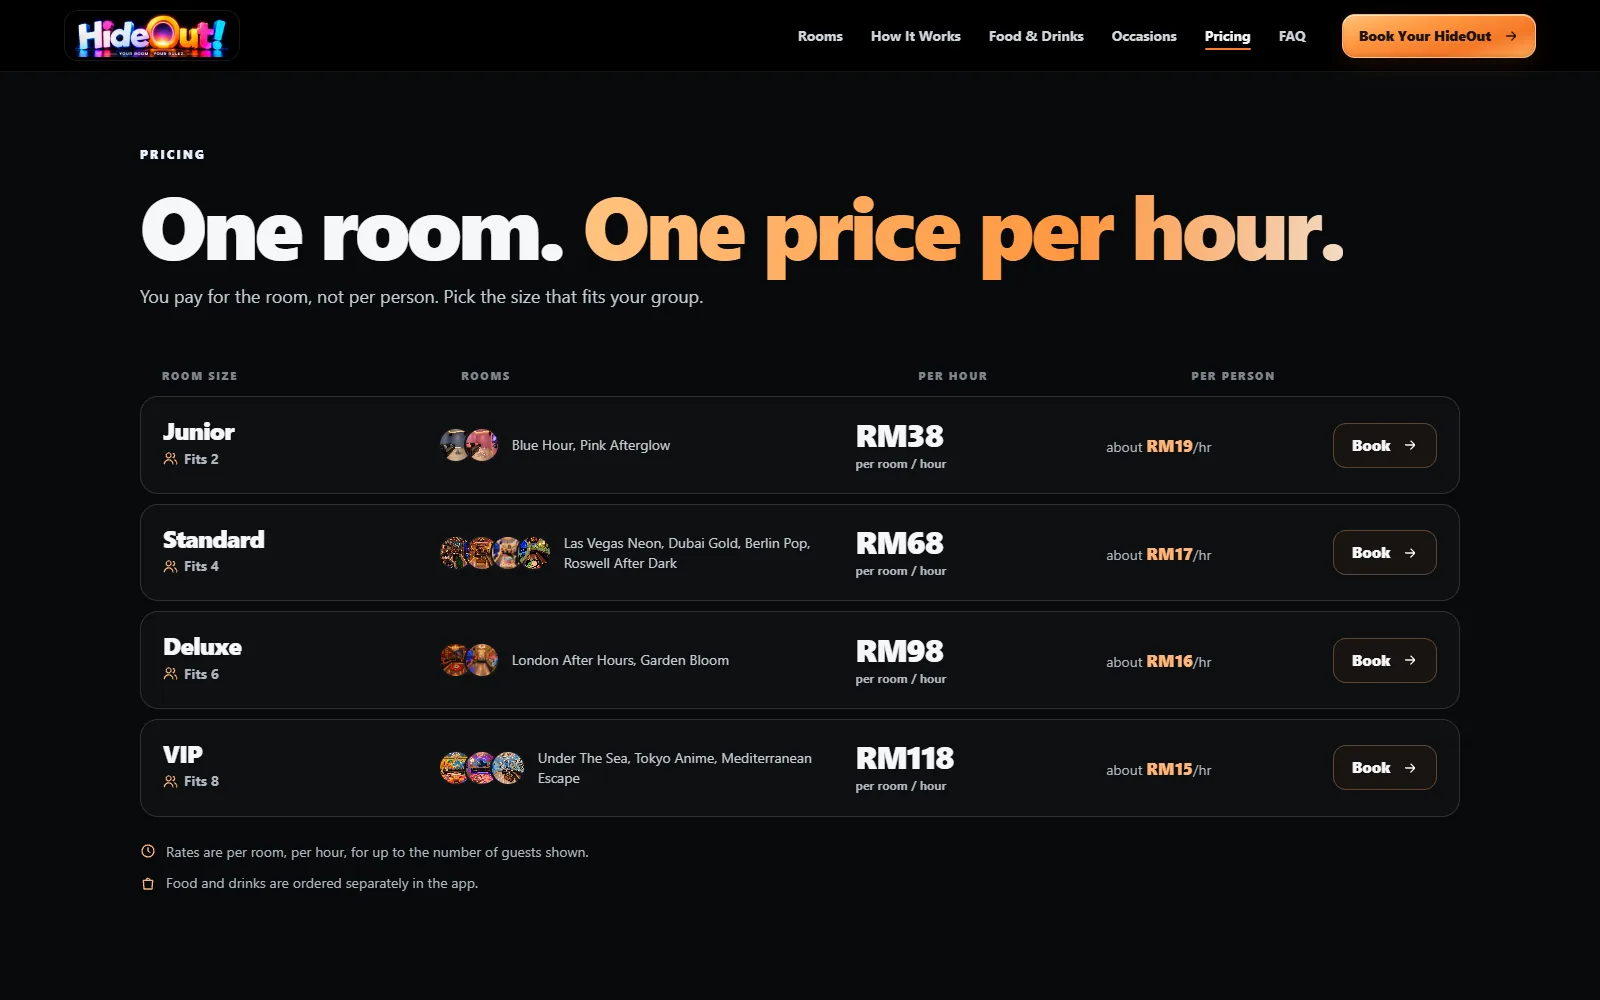 HideOut!
YOUR ROOM. YOUR RULES.
Rooms
How It Works
Food & Drinks
Occasions
Pricing
FAQ
Book Your HideOut
PRICING
One room. One price per hour.
You pay for the room, not per person. Pick the size that fits your group.
ROOM SIZE
ROOMS
PER HOUR
PER PERSON
Junior
Fits 2
Blue Hour, Pink Afterglow
RM38
per room / hour
about RM19/hr
Book
Standard
Fits 4
Las Vegas Neon, Dubai Gold, Berlin Pop,
Roswell After Dark
RM68
per room / hour
about RM17/hr
Book
Deluxe
Fits 6
London After Hours, Garden Bloom
RM98
per room / hour
about RM16/hr
Book
VIP
Fits 8
Under The Sea, Tokyo Anime, Mediterranean
Escape
RM118
per room / hour
about RM15/hr
Book
Rates are per room, per hour, for up to the number of guests shown.
Food and drinks are ordered separately in the app.